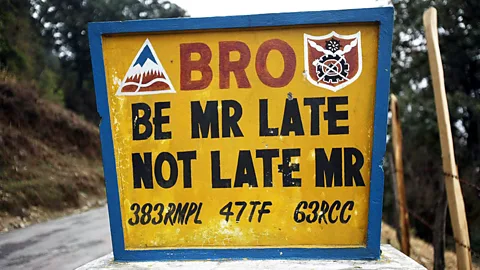 BRO
BE MR LATE
NOT LATE MR
383RMPL 47TF 63RCC